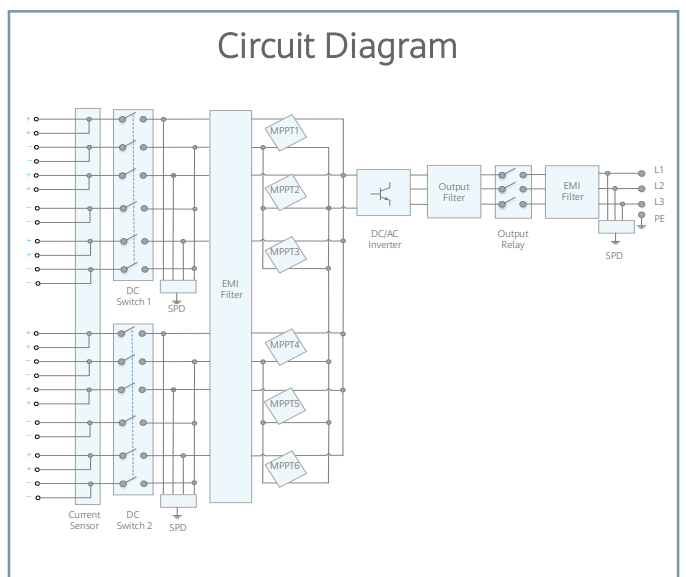 Circuit Diagram
+
+
−
−
+
+
−
−
+
+
−
−
DC
Switch 1
SPD
EMI
Filter
MPPT1
MPPT2
MPPT3
MPPT4
MPPT5
MPPT6
DC/AC
Inverter
Output
Filter
Output
Relay
EMI
Filter
L1
L2
L3
PE
SPD
+
+
−
−
+
+
−
−
+
+
−
−
Current
Sensor
DC
Switch 2
SPD